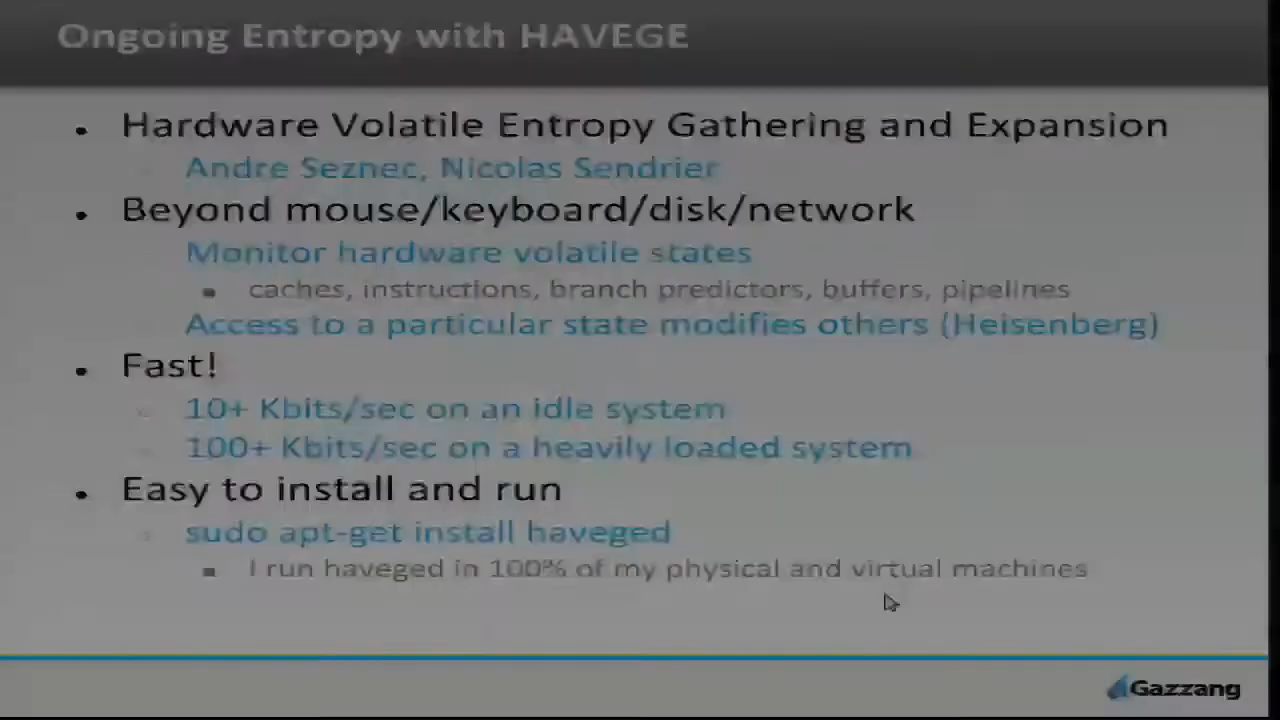 Ongoing Entropy with HAVEGE
Hardware Volatile Entropy Gathering and Expansion
Andre Seznec, Nicolas Sendrier
Beyond mouse/keyboard/disk/network
Monitor hardware volatile states
caches, instructions, branch predictors, buffers, pipelines
Access to a particular state modifies others (Heisenberg)
Fast!
10+ Kbits/sec on an idle system
100+ Kbits/sec on a heavily loaded system
Easy to install and run
sudo apt-get install haveged
I run haveged in 100% of my physical and virtual machines
Gazzang